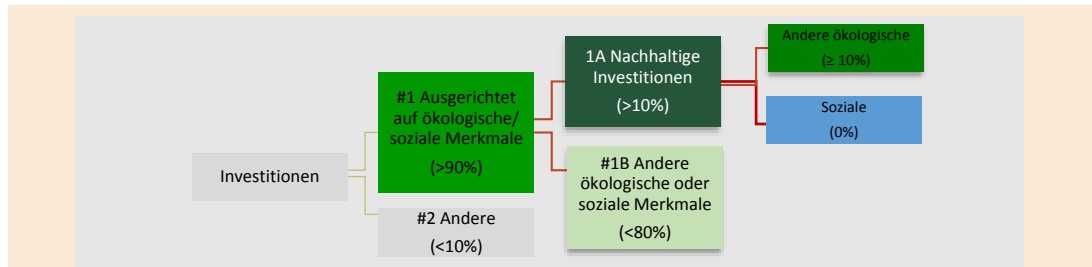 Investitionen
#1 Ausgerichtet
auf ökologische/
soziale Merkmale
(>90%)
#2 Andere
(<10%)
1A Nachhaltige
Investitionen
(>10%)
#1B Andere
ökologische oder
soziale Merkmale
(<80%)
Andere ökologische
(≥ 10%)
Soziale
(0%)